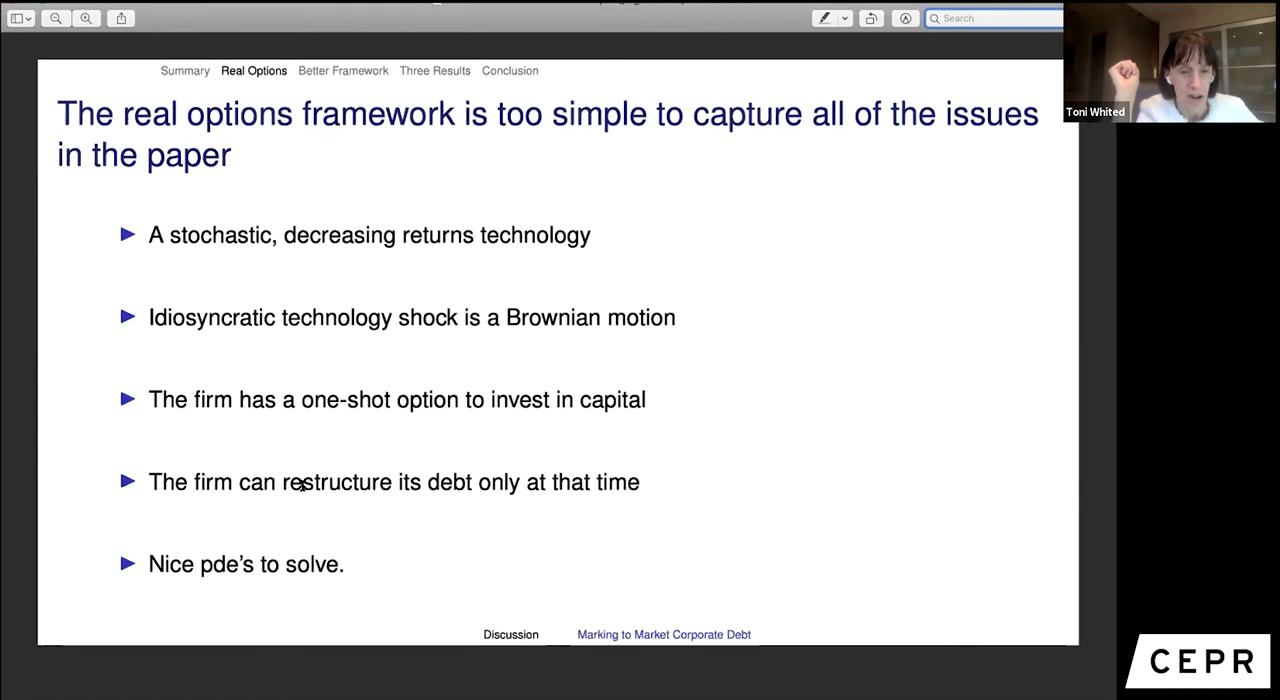 Search
Toni Whited
Summary Real Options Better Framework Three Results Conclusion
The real options framework is too simple to capture all of the issues
in the paper
A stochastic, decreasing returns technology
Idiosyncratic technology shock is a Brownian motion
The firm has a one-shot option to invest in capital
The firm can restructure its debt only at that time
Nice pde's to solve.
Discussion Marking to Market Corporate Debt
CEPR